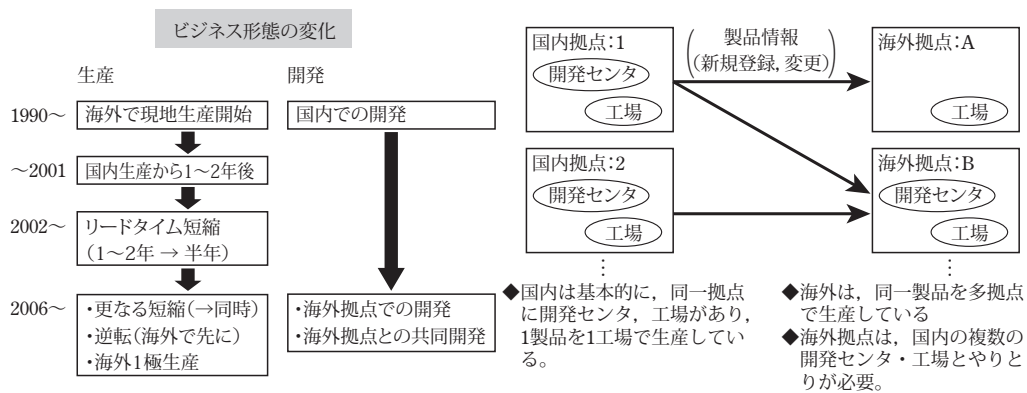 ビジネス形態の変化
生産
開発
1990～
海外で現地生産開始
国内での開発
～2001
国内生産から1～2年後
2002～
リードタイム短縮
（1～2年 → 半年）
2006～
・更なる短縮（→同時）
・逆転（海外で先に）
・海外1極生産
・海外拠点での開発
・海外拠点との共同開発
国内拠点：1
開発センタ
工場
製品情報
（新規登録，変更）
海外拠点：A
工場
国内拠点：2
開発センタ
工場
海外拠点：B
開発センタ
工場
⋮
⋮
◆国内は基本的に，同一拠点
に開発センタ，工場があり，
1製品を1工場で生産してい
る。
◆海外は，同一製品を多拠点
で生産している
◆海外拠点は，国内の複数の
開発センタ・工場とやりと
りが必要。